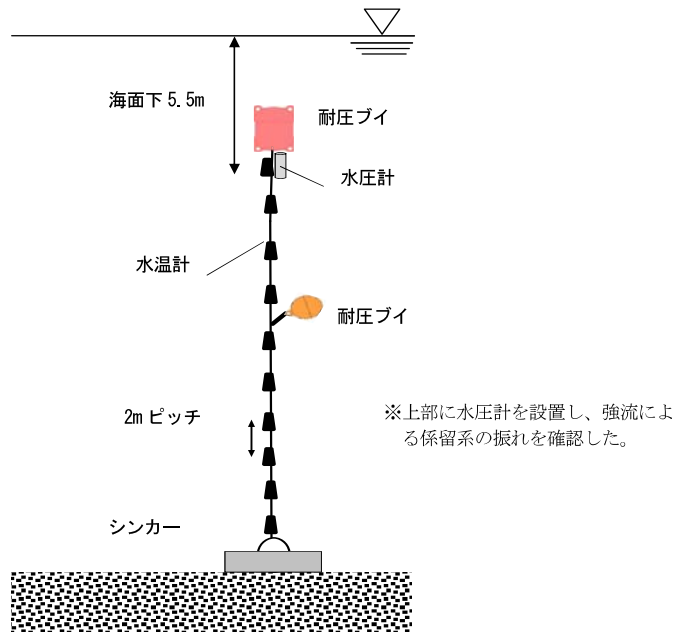 海面下 5.5m
耐圧ブイ
水圧計
水温計
耐圧ブイ
2m ピッチ
※上部に水圧計を設置し、強流によ
る係留系の振れを確認した。
シンカー